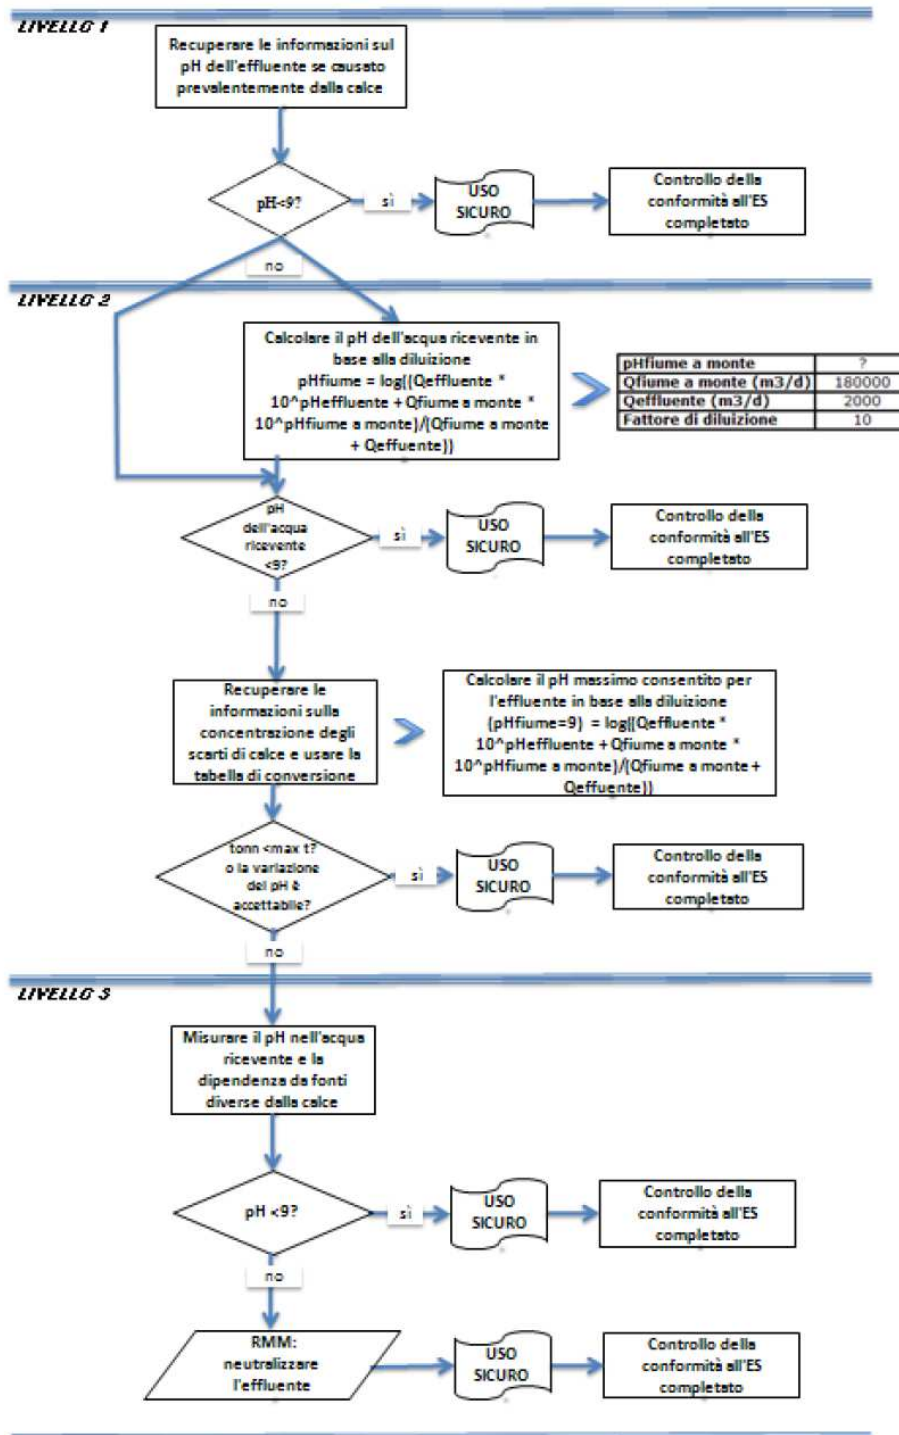 LIVELLO 1
Recuperare le informazioni sul
pH dell'effluente se causato
prevalentemente dalla calce
pH<9?
sì
USO
SICURO
Controllo della
conformità all'ES
completato
no
LIVELLO 2
Calcolare il pH dell'acqua ricevente in
base alla diluizione
pHfiume = log((Qeffluente *
10^pHeffluente + Qfiume a monte *
10^pHfiume a monte)/(Qfiume a monte
+ Qeffuente))
pHfiume a monte ?
Qfiume a monte (m3/d) 180000
Qeffluente (m3/d) 2000
Fattore di diluizione 10
pH
dell'acqua
ricevente
<9?
sì
USO
SICURO
Controllo della
conformità all'ES
completato
no
Recuperare le
informazioni sulla
concentrazione degli
scarti di calce e usare la
tabella di conversione
Calcolare il pH massimo consentito per
l'effluente in base alla diluizione
(pHfiume=9) = log((Qeffluente *
10^pHeffluente + Qfiume a monte *
10^pHfiume a monte)/(Qfiume a monte +
Qeffuente))
tonn <max t?
o la variazione
del pH è
accettabile?
sì
USO
SICURO
Controllo della
conformità all'ES
completato
no
LIVELLO 3
Misurare il pH nell'acqua
ricevente e la
dipendenza da fonti
diverse dalla calce
pH <9?
sì
USO
SICURO
Controllo della
conformità all'ES
completato
no
RMM:
neutralizzare
l'effluente
USO
SICURO
Controllo della
conformità all'ES
completato